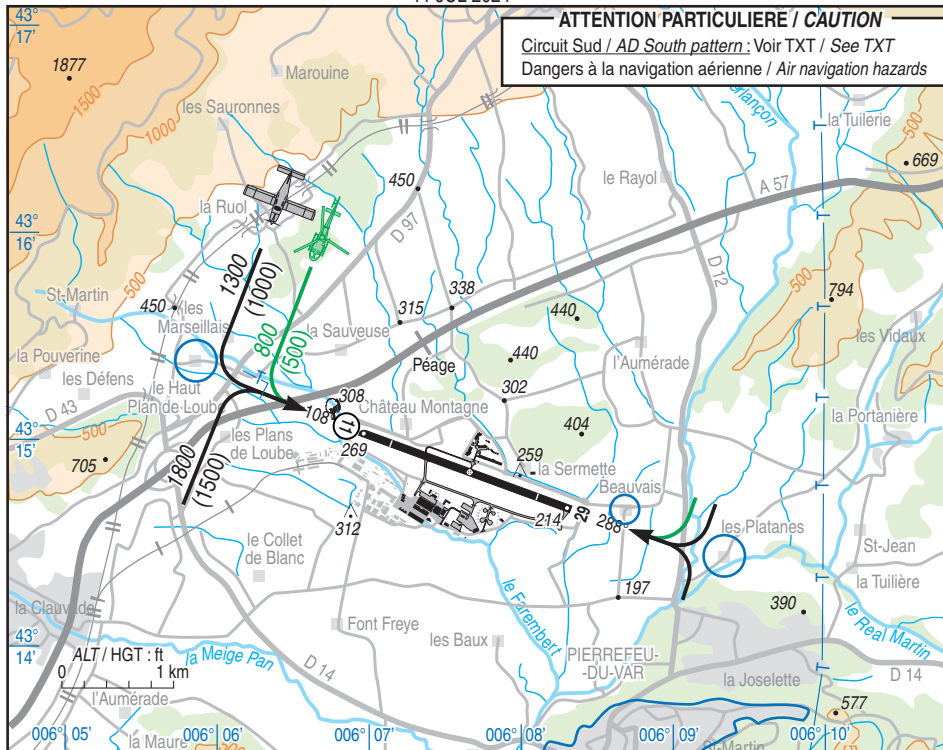 ATTENTION PARTICULIERE / CAUTION
Circuit Sud / AD South pattern : Voir TXT / See TXT
Dangers à la navigation aérienne / Air navigation hazards
43°
17'
1877
1500
Marouine
les Sauronnes
1000
500
la Tuilerie
500
669
450
le Rayol
A 57
la Ruol
D 97
43°
16'
D 12
1300
(1000)
St-Martin
450
les
Marseillais
800
(500)
la Sauveuse
315
338
440
794
500
les Vidaux
la Pouverine
les Défens
Péage
440
l'Aumérade
le Haut
Plan de Loube
D 43
308
302
Château Montagne
108°
11
la Portanière
43°
15'
500
les Plans
de Loube
269
404
705
259
la Sermette
1800
(1500)
Beauvais
214
29
288°
les Platanes
312
le Collet
de Blanc
St-Jean
la Tuilière
197
390
la Clauvade
le Farembert
le Real Martin
Font Freye
les Baux
43°
14'
ALT / HGT : ft
0 1 km
la Meige Pan
D 14
PIERREFEU-
-DU-VAR
la Joselette
D 14
l'Aumérade
577
006° 05'
006° 06'
006° 07'
006° 08'
006° 09'
006° 10'
la Maure
St-Martin